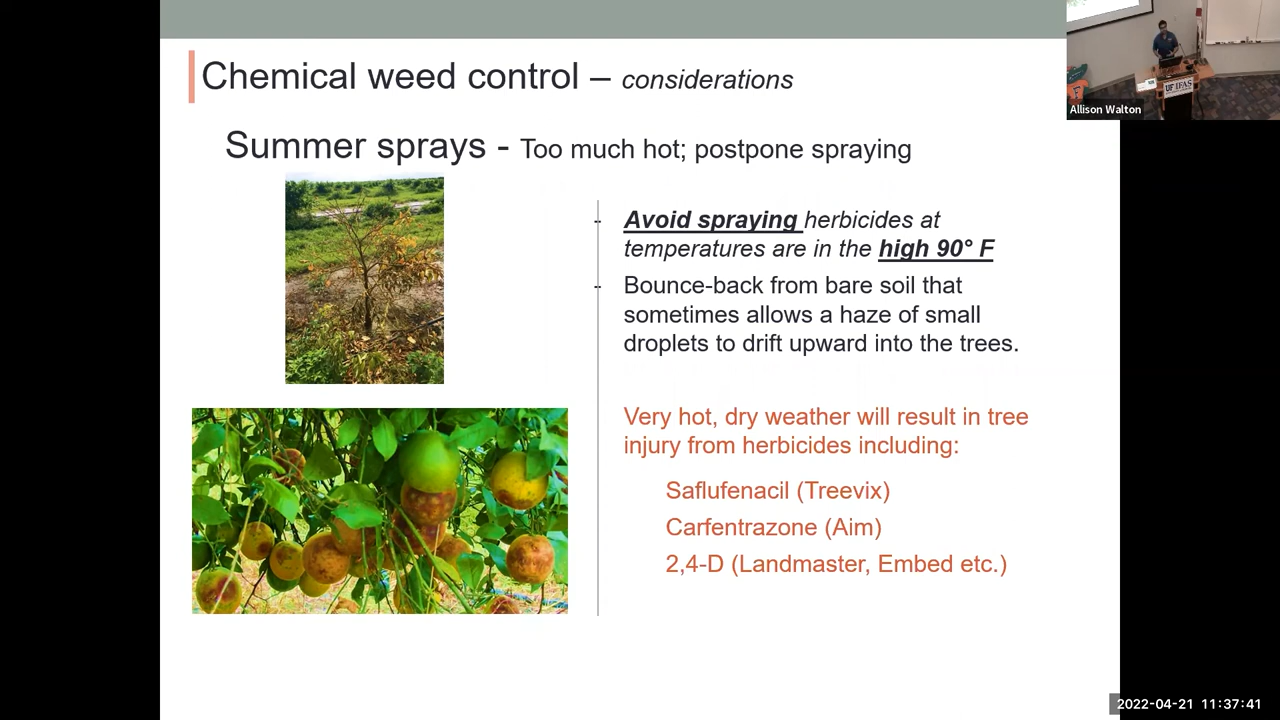 Chemical weed control – considerations
Summer sprays - Too much hot; postpone spraying
- Avoid spraying herbicides at
temperatures are in the high 90° F
- Bounce-back from bare soil that
sometimes allows a haze of small
droplets to drift upward into the trees.
Very hot, dry weather will result in tree
injury from herbicides including:
Saflufenacil (Treevix)
Carfentrazone (Aim)
2,4-D (Landmaster, Embed etc.)
UF IFAS
Allison Walton
2022-04-21 11:37:41